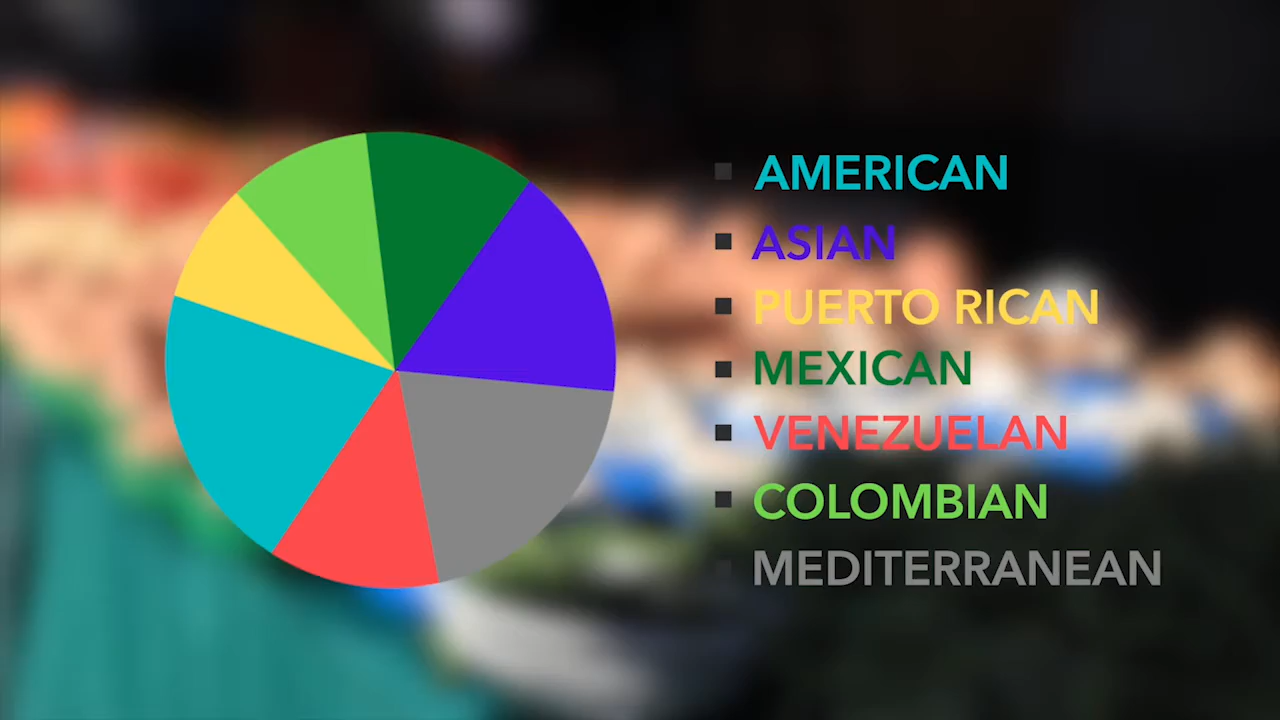 AMERICAN
ASIAN
PUERTO RICAN
MEXICAN
VENEZUELAN
COLOMBIAN
MEDITERRANEAN